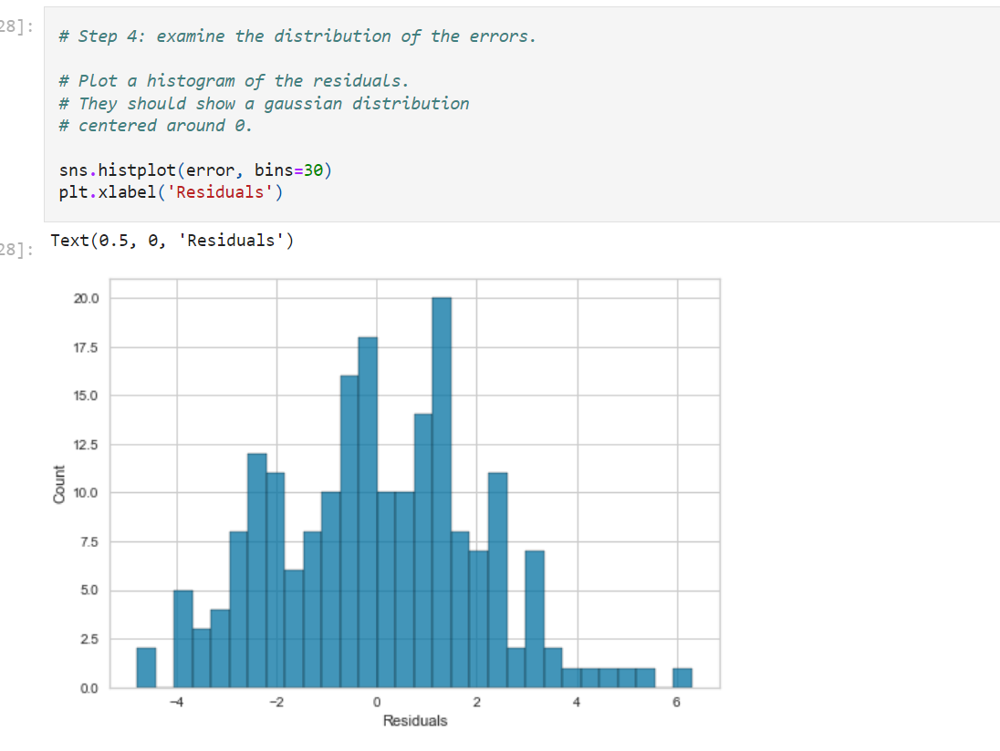 28]:
# Step 4: examine the distribution of the errors.
# Plot a histogram of the residuals.
# They should show a gaussian distribution
# centered around 0.
sns.histplot(error, bins=30)
plt.xlabel('Residuals')
28]:
Text(0.5, 0, 'Residuals')
20.0
17.5
15.0
12.5
10.0
7.5
5.0
2.5
0.0
Count
−4 −2 0 2 4 6
Residuals